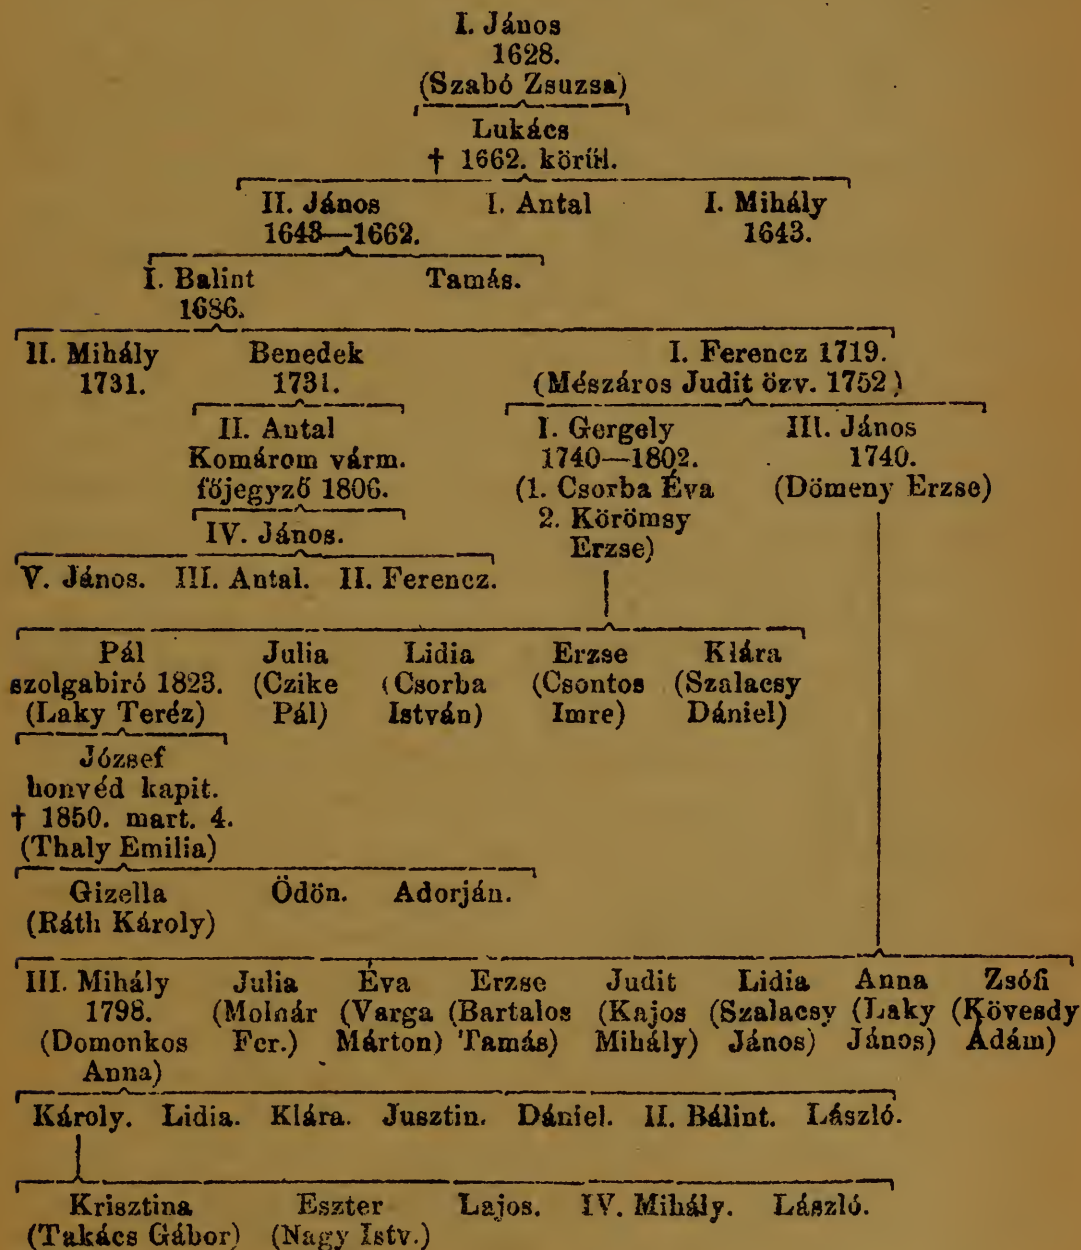 I. János
1628.
(Szabó Zsuzsa)
Lukács
† 1662. körül.
II. János I. Antal I. Mihály
1643—1662. 1643.
I. Balint Tamás.
1686.
II. Mihály Benedek I. Ferencz 1719.
1731. 1731. (Mészáros Judit özv. 1752)
II. Antal I. Gergely III. János
Komárom várm. 1740—1802. 1740.
főjegyző 1806. (1. Csorba Éva (Dömeny Erzse)
IV. János. 2. Körömsy
Erzse)
V. János. III. Antal. II. Ferencz.
Pál Julia Lidia Erzse Klára
szolgabiró 1823. (Czike (Csorba (Csontos (Szalacsy
(Laky Teréz) Pál) István) Imre) Dániel)
József
honvéd kapit.
† 1850. mart. 4.
(Thaly Emilia)
Gizella Ödön. Adorján.
(Ráth Károly)
III. Mihály Julia Éva Erzse Judit Lidia Anna Zsófi
1798. (Molnár (Varga (Bartalos (Kajos (Szalacsy (Laky (Kövesdy
(Domonkos Fer.) Márton) Tamás) Mihály) János) János) Ádám)
Anna)
Károly. Lidia. Klára. Jusztin. Dániel. II. Bálint. László.
Krisztina Eszter Lajos. IV. Mihály. László.
(Takács Gábor) (Nagy Istv.)